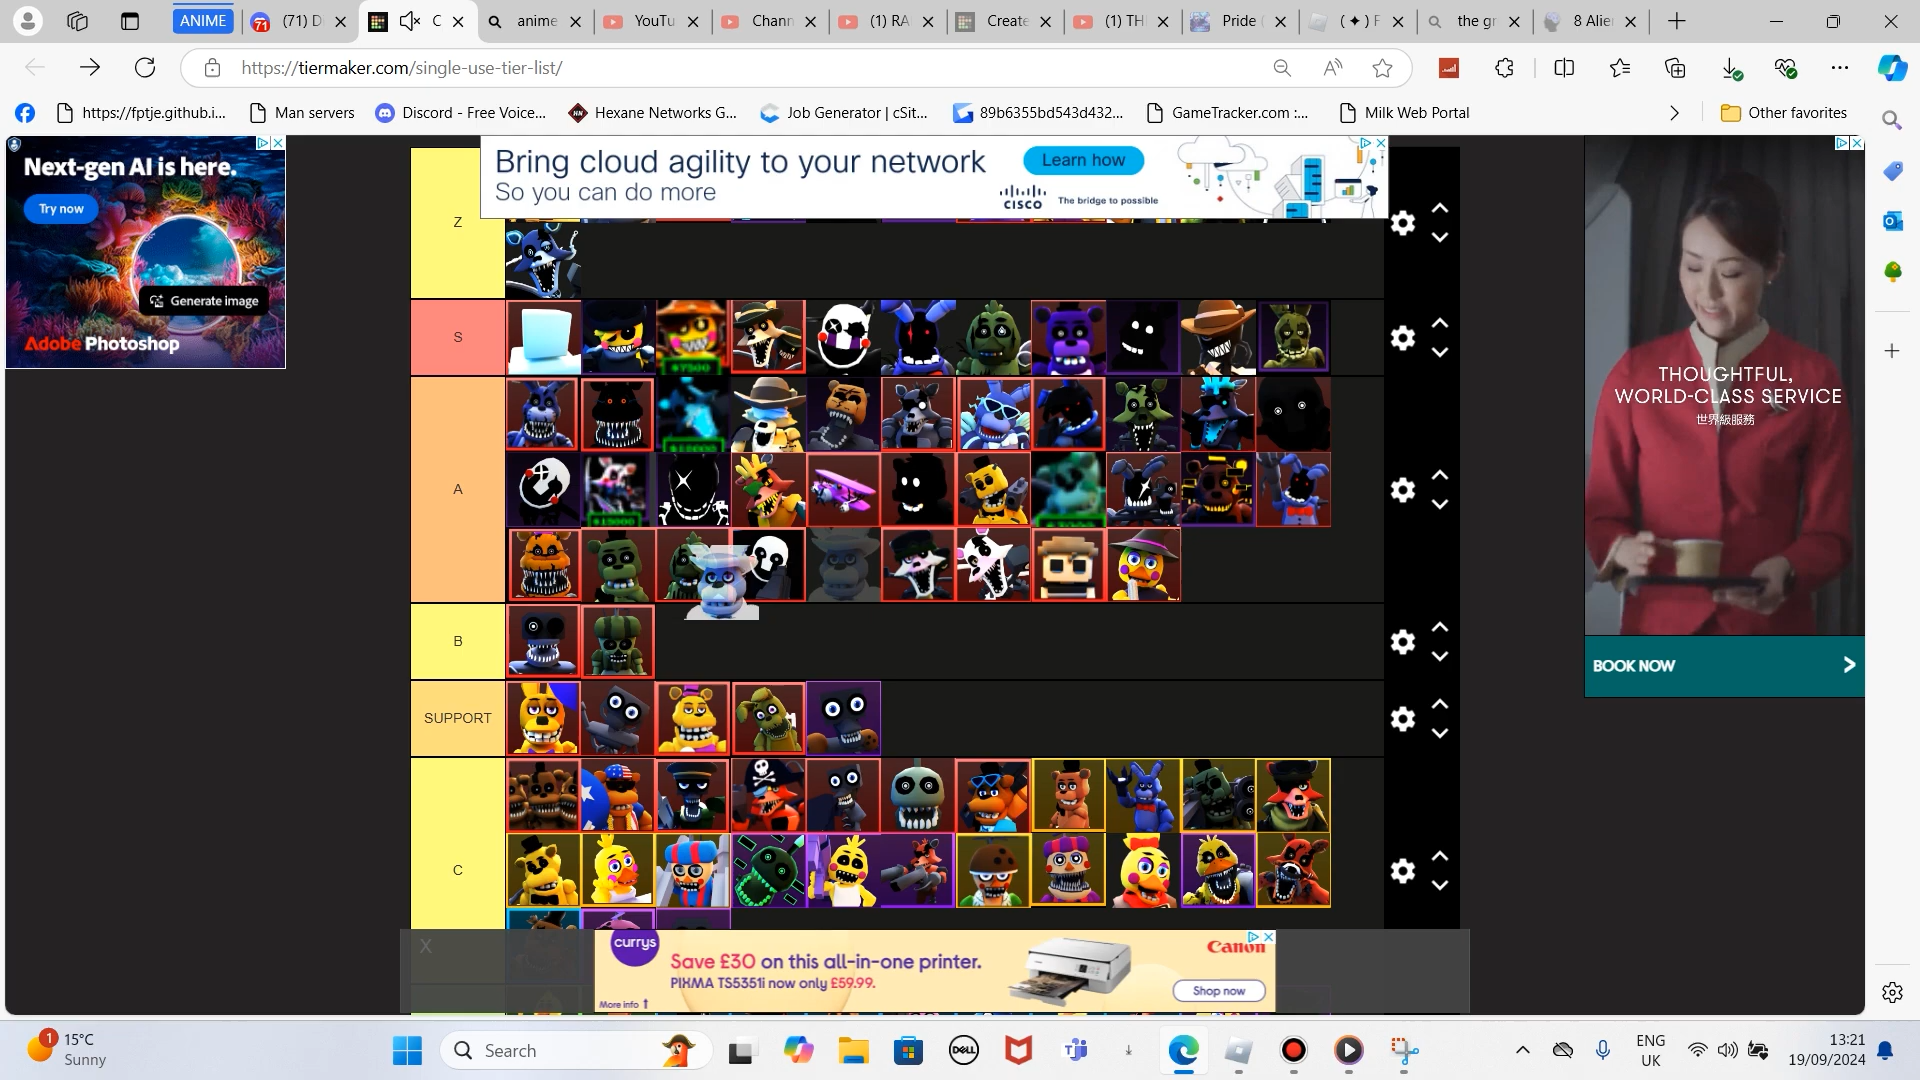 ANIME
(71) D
C
anime
YouTu
Chann
(1) RA
Create
(1) TH
Pride (
( ✦ ) F
the gr
8 Alie
https://tiermaker.com/single-use-tier-list/
https://fptje.github.i...
Man servers
Discord - Free Voice...
Hexane Networks G...
Job Generator | cSit...
89b6355bd543d432...
GameTracker.com :...
Milk Web Portal
Other favorites
Next-gen AI is here.
Try now
Generate image
Adobe Photoshop
Bring cloud agility to your network
So you can do more
Learn how
CISCO
The bridge to possible
THOUGHTFUL,
WORLD-CLASS SERVICE
世界級服務
BOOK NOW
Z
S
A
B
SUPPORT
C
X
currys
Save £30 on this all-in-one printer.
PIXMA TS5351i now only £59.99.
More info
Canon
Shop now
1
15°C
Sunny
Search
DELL
ENG
UK
13:21
19/09/2024